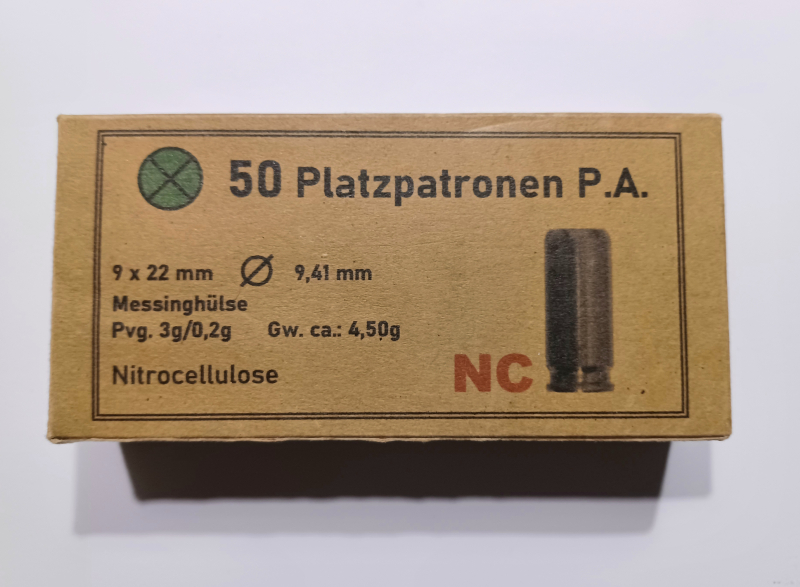 50 Platzpatronen P.A.
9 x 22 mm Ø 9,41 mm
Messinghülse
Pvg. 3g/0,2g Gw. ca.: 4,50g
Nitrocellulose
NC